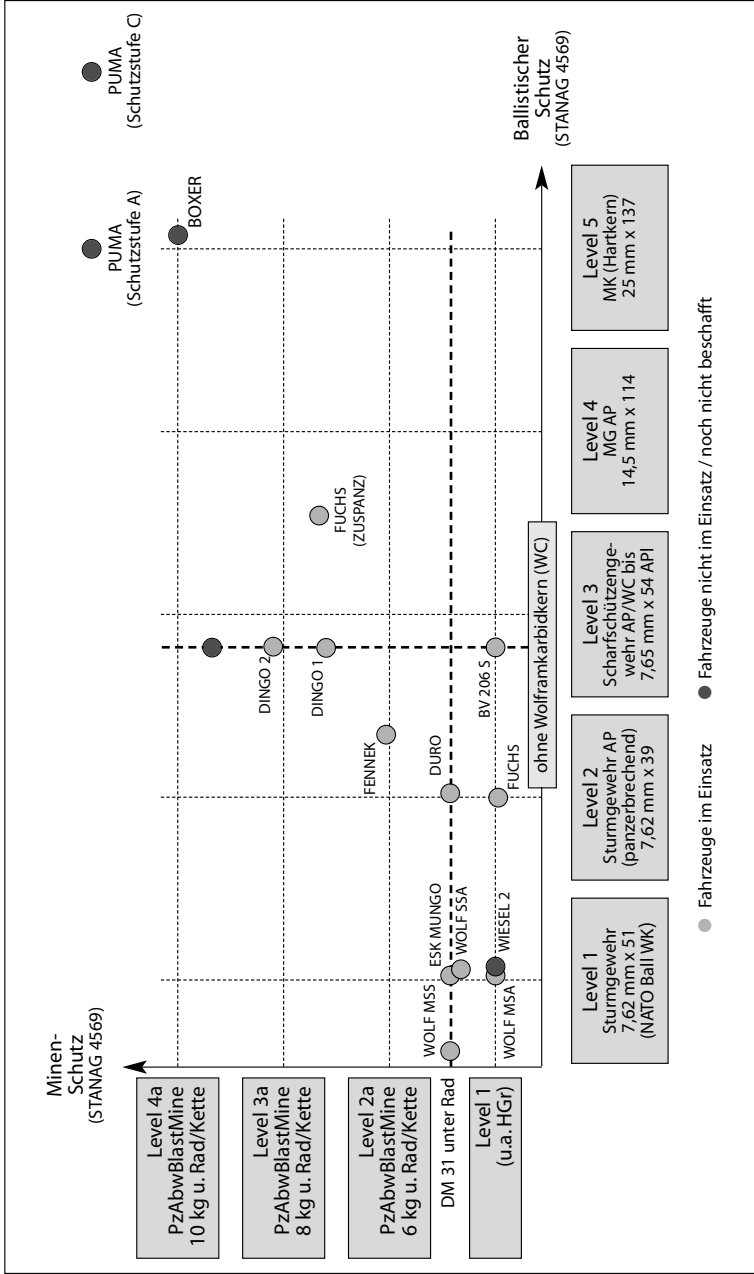 Minen-
Schutz
(STANAG 4569)
Level 4a
PzAbwBlastMine
10 kg u. Rad/Kette
Level 3a
PzAbwBlastMine
8 kg u. Rad/Kette
Level 2a
PzAbwBlastMine
6 kg u. Rad/Kette
DM 31 unter Rad
Level 1
(u.a. HGr)
PUMA
(Schutzstufe A)
PUMA
(Schutzstufe C)
BOXER
FUCHS
(ZUSPANZ)
DINGO 2
DINGO 1
FENNEK
DURO
BV 206 S
FUCHS
WOLF MSS
ESK MUNGO
WOLF SSA
WOLF MSA
WIESEL 2
ohne Wolframkarbidkern (WC)
Ballistischer
Schutz
(STANAG 4569)
Level 1
Sturmgewehr
7,62 mm x 51
(NATO Ball WK)
Level 2
Sturmgewehr AP
(panzerbrechend)
7,62 mm x 39
Level 3
Scharfschützenge-
wehr AP/WC bis
7,65 mm x 54 API
Level 4
MG AP
14,5 mm x 114
Level 5
MK (Hartkern)
25 mm x 137
Fahrzeuge im Einsatz
Fahrzeuge nicht im Einsatz / noch nicht beschafft